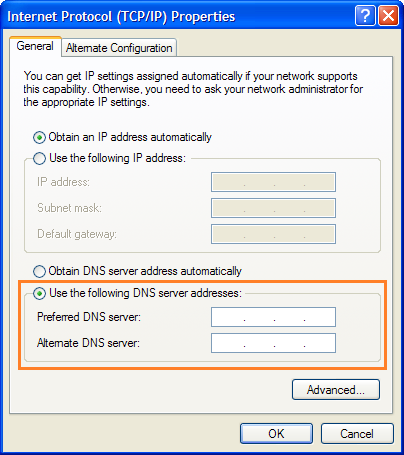 Internet Protocol (TCP/IP) Properties
General
Alternate Configuration
You can get IP settings assigned automatically if your network supports
this capability. Otherwise, you need to ask your network administrator for
the appropriate IP settings.
Obtain an IP address automatically
Use the following IP address:
IP address:
Subnet mask:
Default gateway:
Obtain DNS server address automatically
Use the following DNS server addresses:
Preferred DNS server:
Alternate DNS server:
Advanced...
OK
Cancel